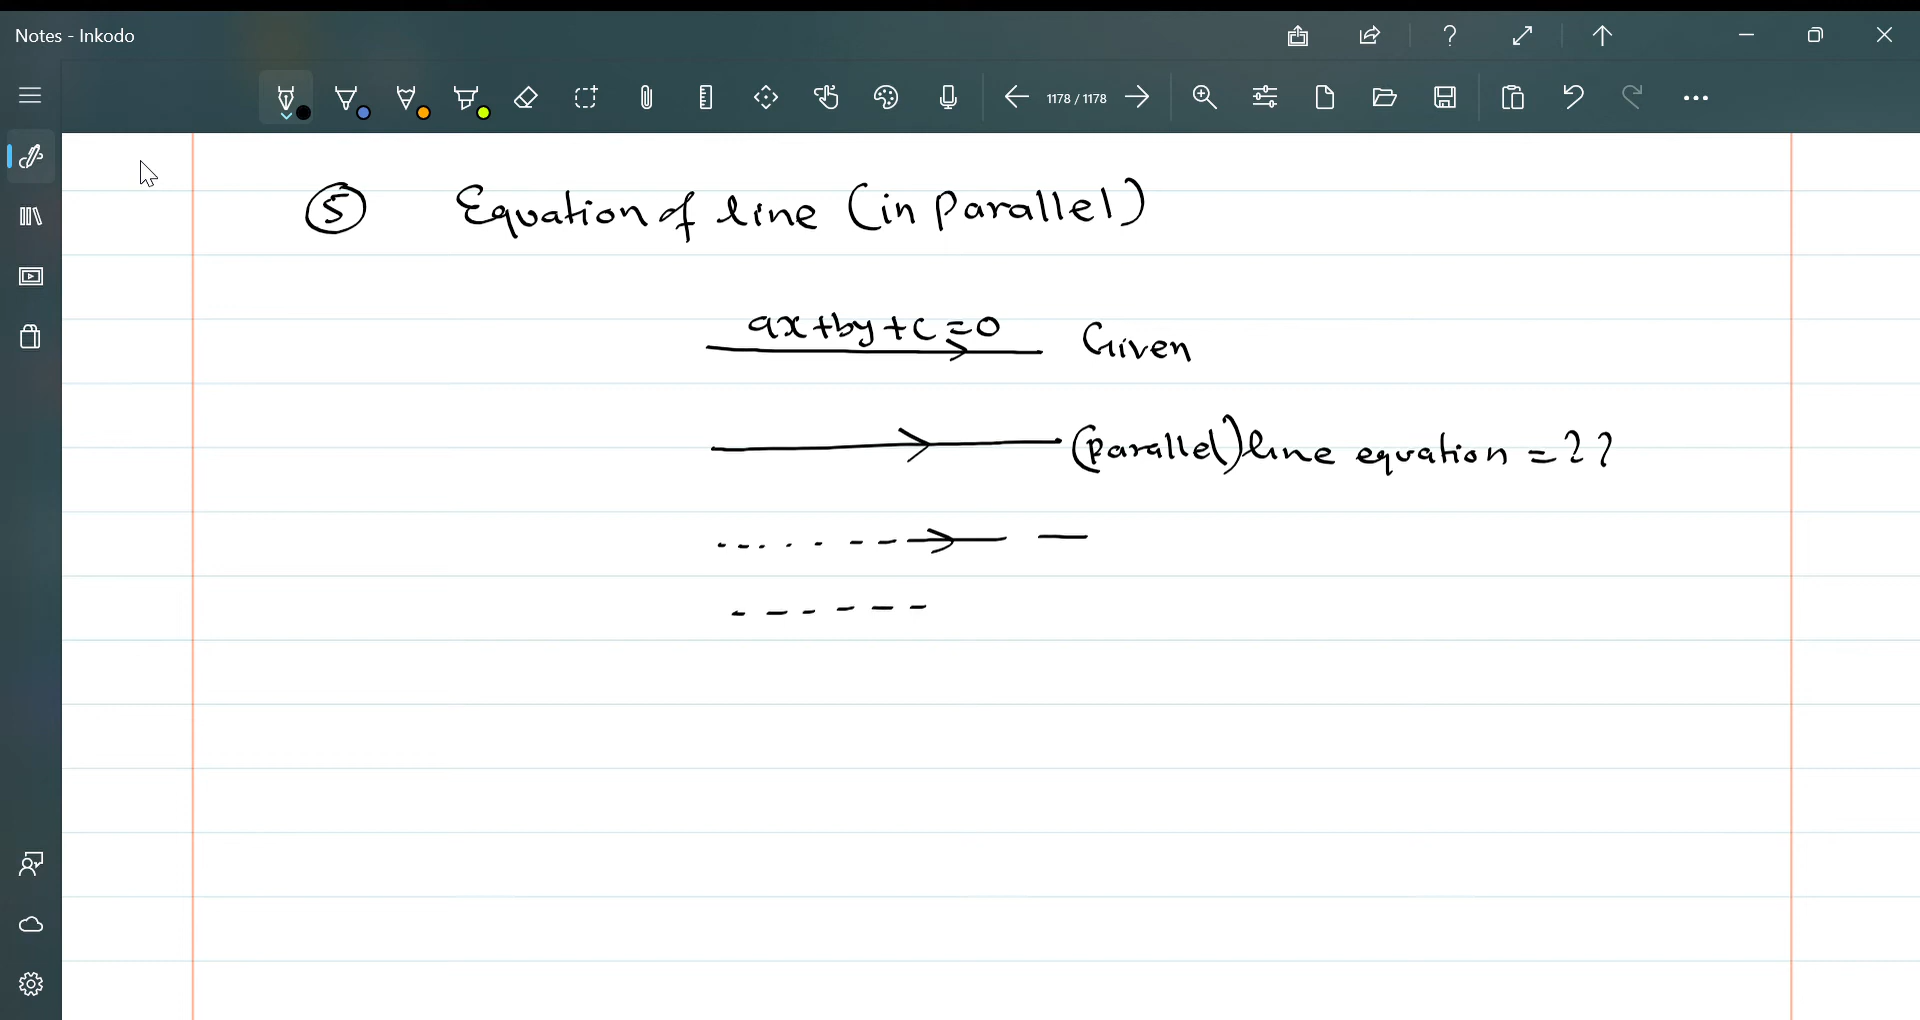 Notes - Inkodo
1178 / 1178
⑤ Equation of line (in parallel)
ax+by+c=0 Given
(parallel) line equation = ??